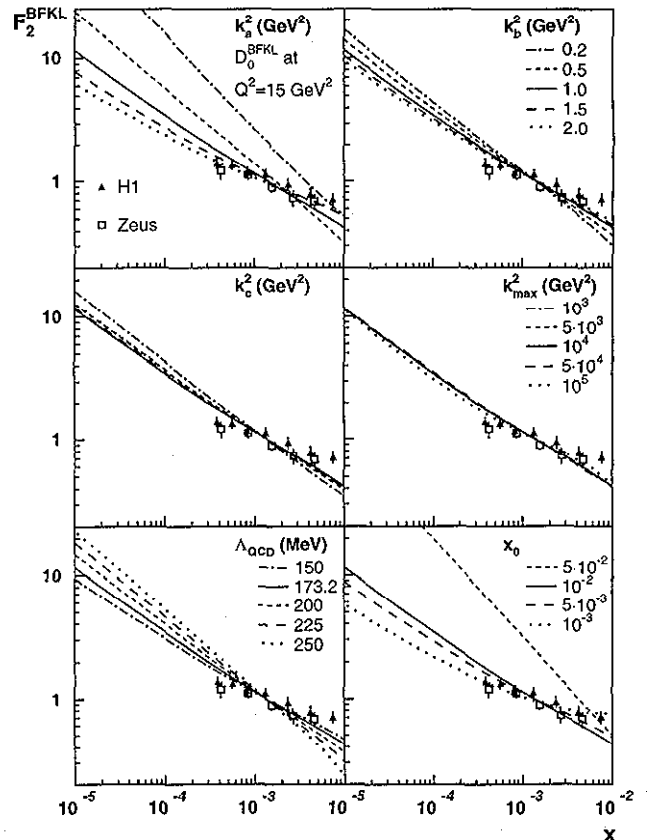 F₂^BFKL
k_a² (GeV²)
D₀^BFKL at
Q²=15 GeV²
H1
Zeus
10
1
k_b² (GeV²)
0.2
0.5
1.0
1.5
2.0
k_c² (GeV²)
10
1
k_max² (GeV²)
10³
5·10³
10⁴
5·10⁴
10⁵
Λ_QCD (MeV)
150
173.2
200
225
250
10
1
x₀
5·10⁻²
10⁻²
5·10⁻³
10⁻³
10⁻⁵ 10⁻⁴ 10⁻³ 10⁻⁵ 10⁻⁴ 10⁻³ 10⁻²
x